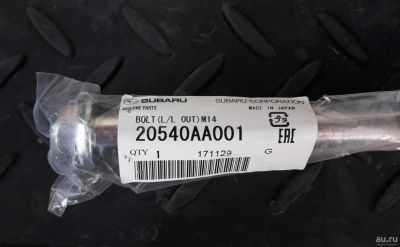 SUBARU SUBARU CORPORATION
GENUINE PARTS MADE IN JAPAN
BOLT(L/L OUT)M14
20540AA001
QTY 1 171129 G
EAC
au.ru